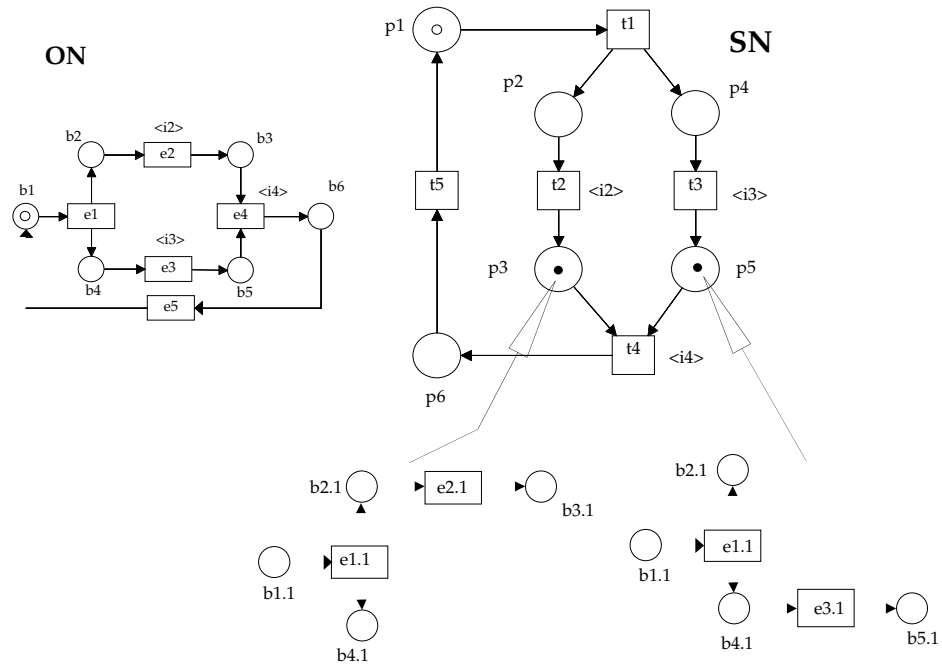 ON
b1
b2
<i2>
e2
b3
e1
<i4>
e4
b6
<i3>
b4
e3
b5
e5
SN
p1
t1
p2
p4
t5
t2
<i2>
t3
<i3>
p3
p5
t4
<i4>
p6
b2.1
e2.1
b3.1
e1.1
b1.1
b4.1
b2.1
e1.1
b1.1
b4.1
e3.1
b5.1